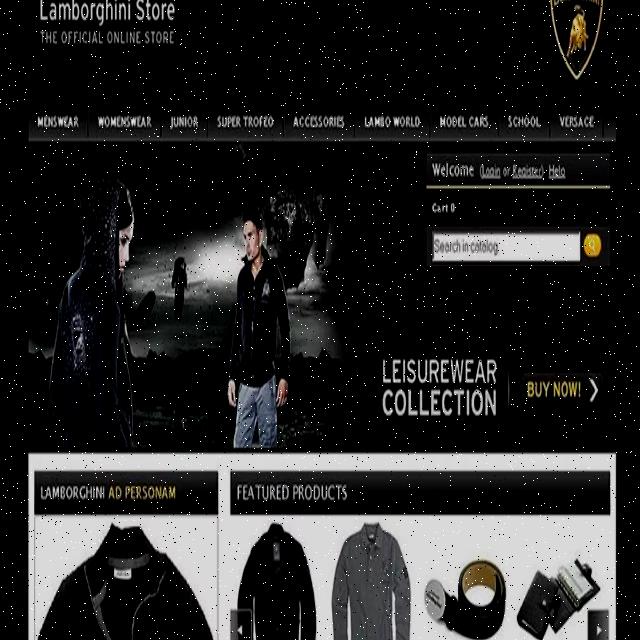 Lamborghini Store
THE OFFICIAL ONLINE STORE
MENSWEAR WOMENSWEAR JUNIOR SUPER TROFEO ACCESSORIES LAMBO WORLD MODEL CARS SCHOOL VERSACE
Welcome (Login or Register) Help
Cart 0
Search in catalog
LEISUREWEAR
COLLECTION
BUY NOW!
LAMBORGHINI AD PERSONAM
FEATURED PRODUCTS